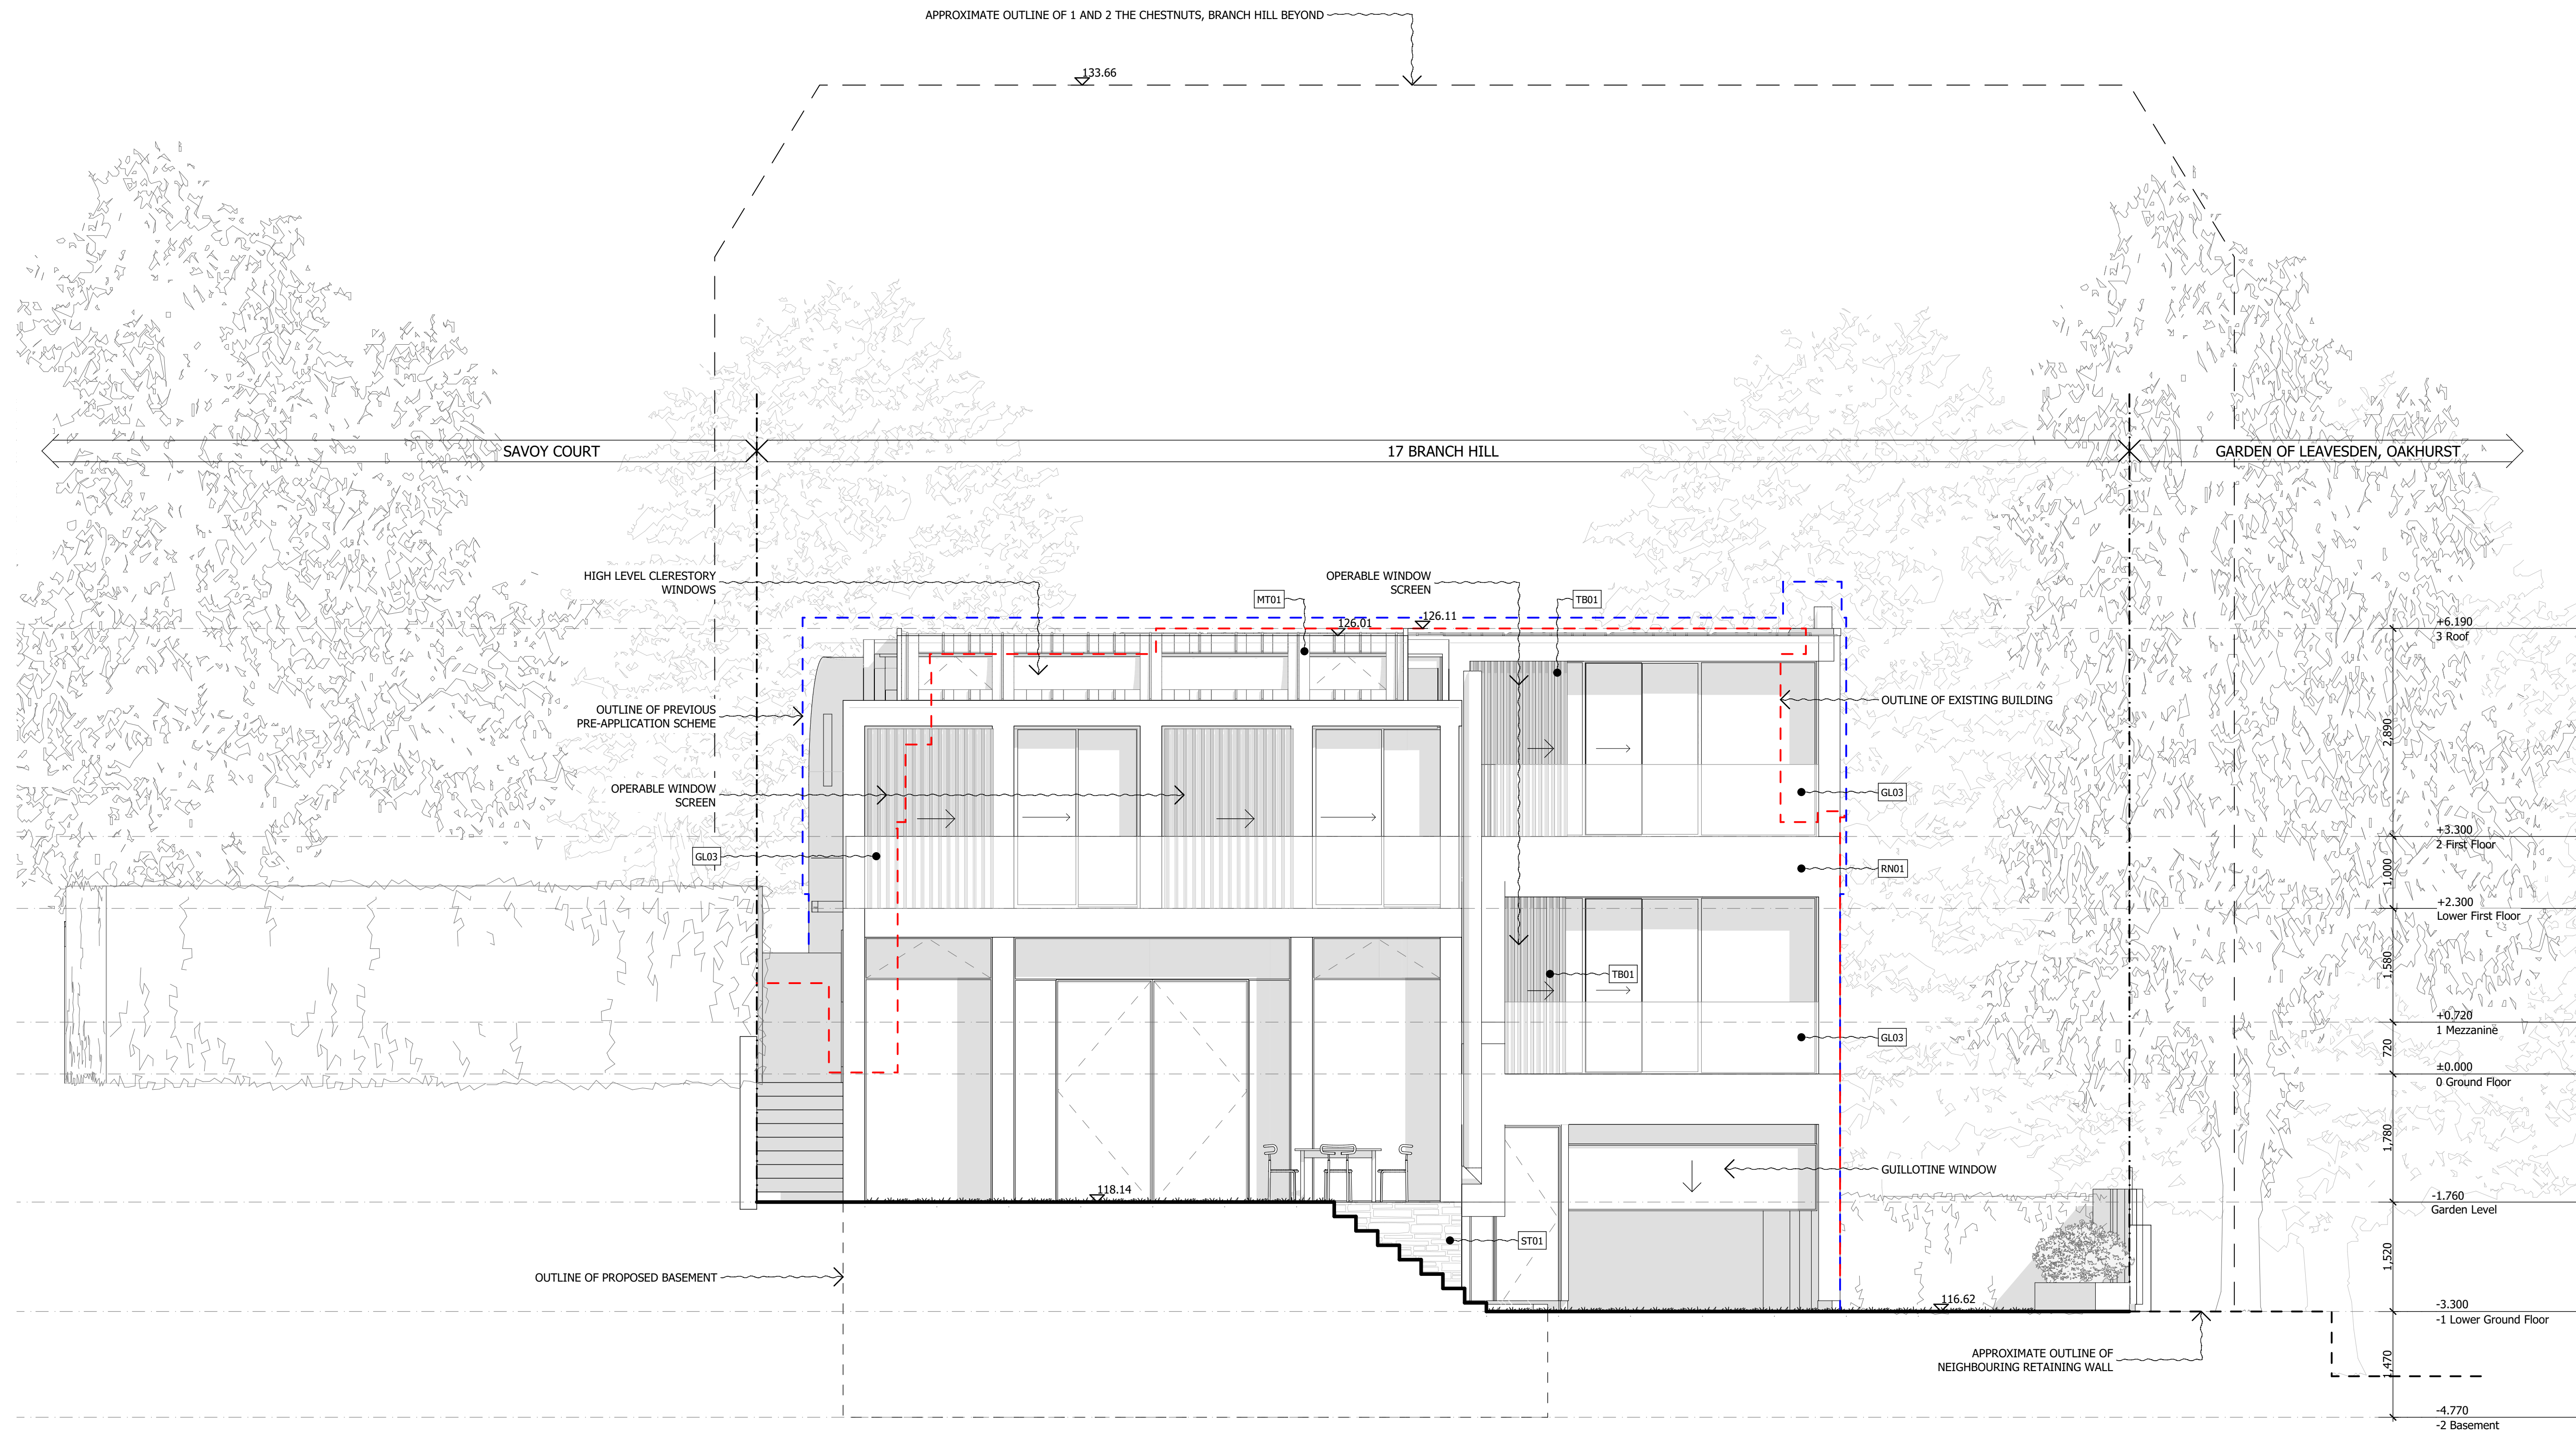 APPROXIMATE OUTLINE OF 1 AND 2 THE CHESTNUTS, BRANCH HILL BEYOND
133.66
SAVOY COURT
17 BRANCH HILL
GARDEN OF LEAVESDEN, OAKHURST
HIGH LEVEL CLERESTORY
WINDOWS
OPERABLE WINDOW
SCREEN
MT01
TB01
126.01
126.11
+6.190
3 Roof
OUTLINE OF PREVIOUS
PRE-APPLICATION SCHEME
OUTLINE OF EXISTING BUILDING
2,890
OPERABLE WINDOW
SCREEN
GL03
+3.300
2 First Floor
GL03
RN01
1,000
+2.300
Lower First Floor
1,580
TB01
+0.720
1 Mezzanine
GL03
720
±0.000
0 Ground Floor
1,780
GUILLOTINE WINDOW
118.14
-1.760
Garden Level
ST01
1,520
OUTLINE OF PROPOSED BASEMENT
116.62
-3.300
-1 Lower Ground Floor
APPROXIMATE OUTLINE OF
NEIGHBOURING RETAINING WALL
1,470
-4.770
-2 Basement